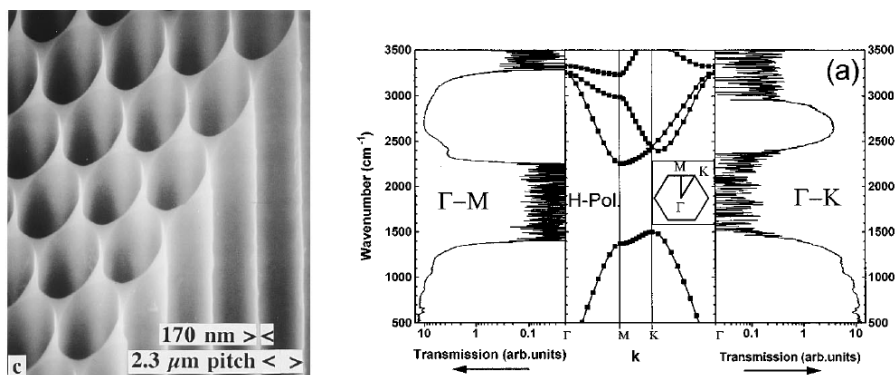 170 nm > <
2.3 μm pitch < >
c
3500
3000
2500
2000
1500
1000
500
Wavenumber (cm⁻¹)
Γ–M
10
1
0.1
Transmission (arb.units)
H-Pol.
M
K
Γ
Γ
M
K
Γ
k
(a)
Γ–K
0.1
1
10
Transmission (arb.units)
3500
3000
2500
2000
1500
1000
500